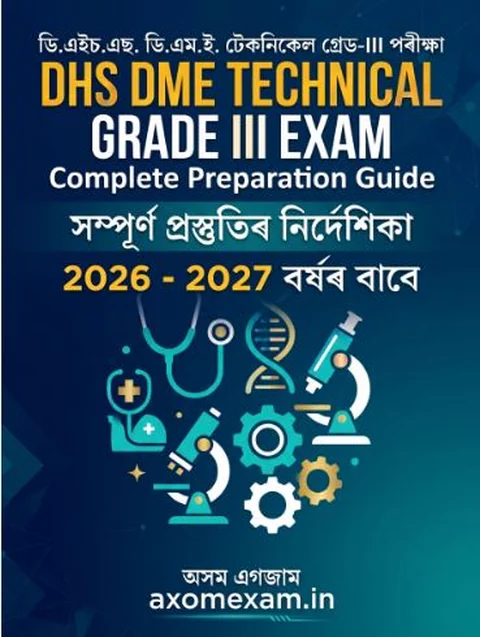 ডি.এইচ.এছ. ডি.এম.ই. টেকনিকেল গ্ৰেড-III পৰীক্ষা
DHS DME TECHNICAL
GRADE III EXAM
Complete Preparation Guide
সম্পূৰ্ণ প্ৰস্তুতিৰ নিৰ্দেশিকা
2026 - 2027 বৰ্ষৰ বাবে
অসম এগজাম
axomexam.in